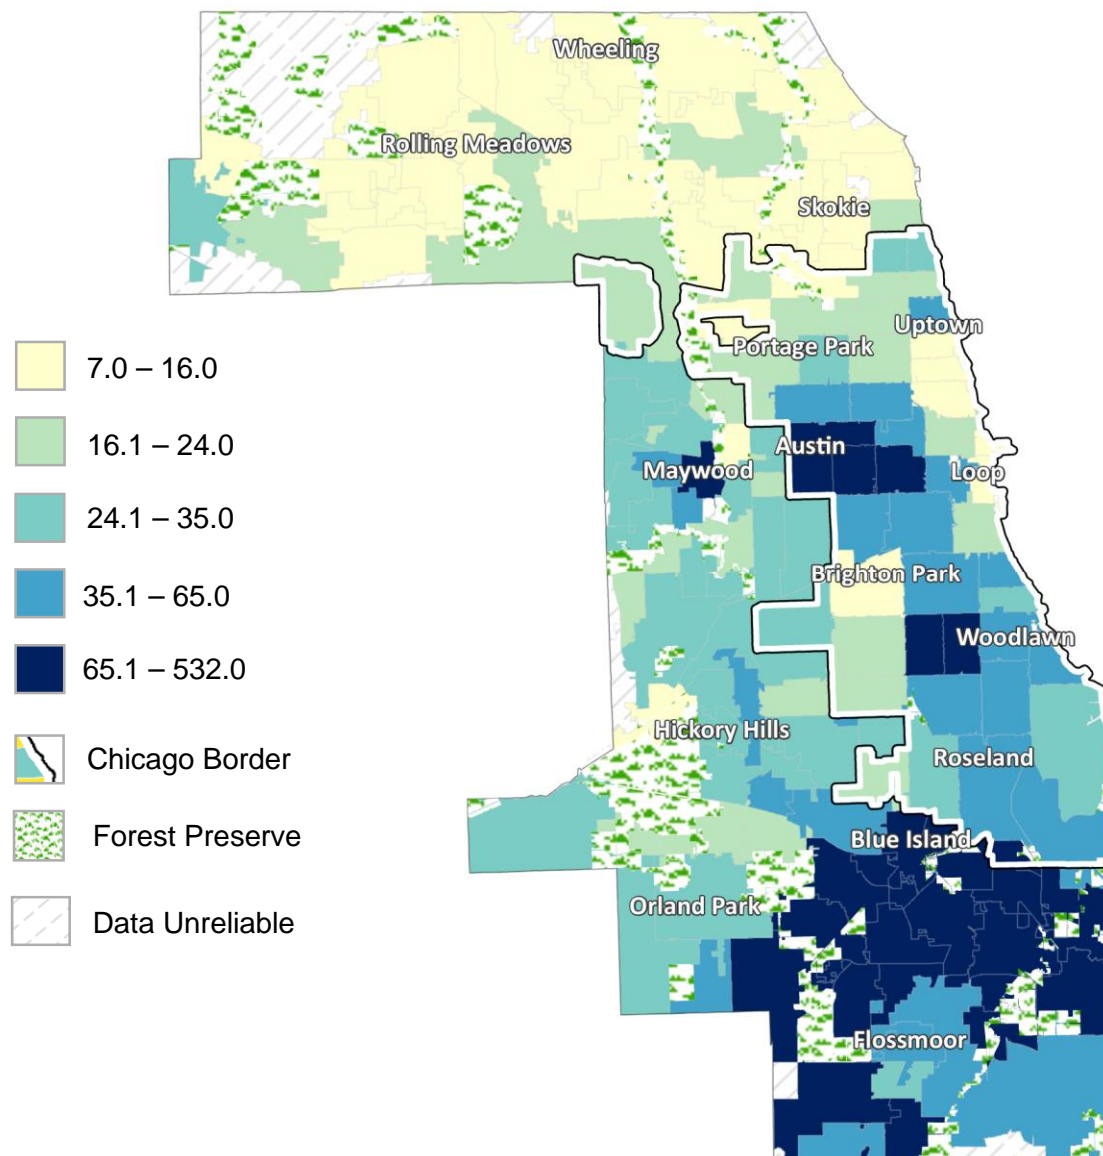 Wheeling
Rolling Meadows
Skokie
Uptown
Portage Park
7.0 – 16.0
16.1 – 24.0
Austin
Maywood
Loop
24.1 – 35.0
Brighton Park
35.1 – 65.0
Woodlawn
65.1 – 532.0
Hickory Hills
Chicago Border
Roseland
Forest Preserve
Blue Island
Orland Park
Data Unreliable
Flossmoor